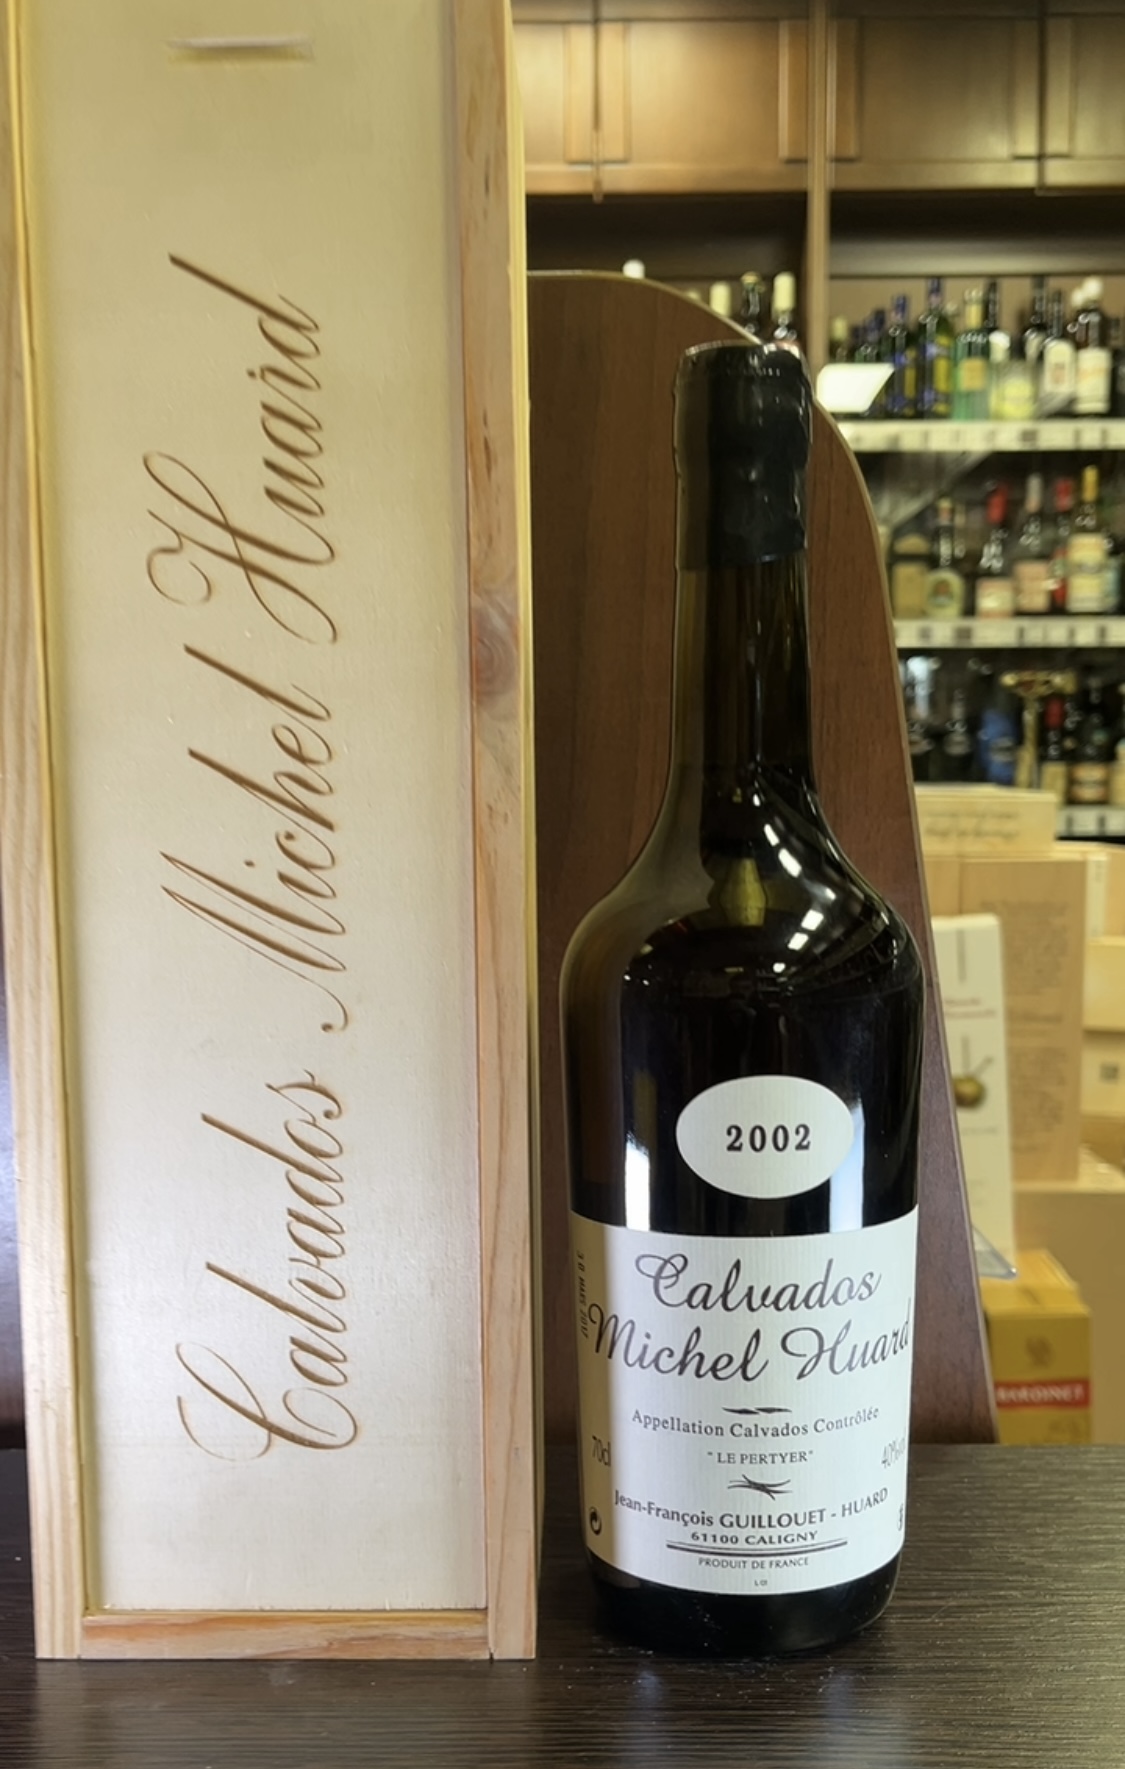 Calvados Michel Huard
2002
Calvados
Michel Huard
Appellation Calvados Contrôlée
70cl
"LE PERTYER"
40%
Jean-François GUILLOUET - HUARD
61100 CALIGNY
PRODUIT DE FRANCE
BARDINET